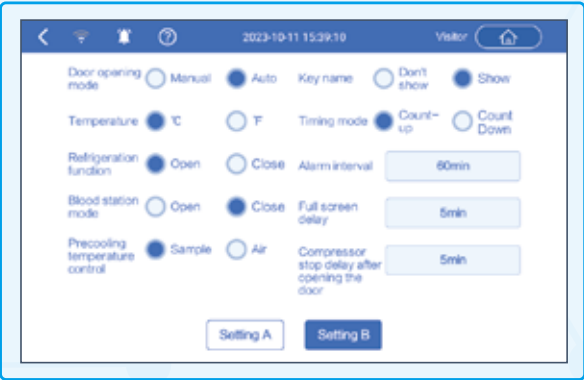 2023-10-11 15:39:10 Visitor
Door opening
mode
Manual
Auto
Key name
Don't
show
Show
Temperature
℃
℉
Timing mode
Count-
up
Count
Down
Refrigeration
function
Open
Close
Alarm interval
60min
Blood station
mode
Open
Close
Full screen
delay
5min
Precooling
temperature
control
Sample
Air
Compressor
stop delay after
opening the
door
5min
Setting A
Setting B